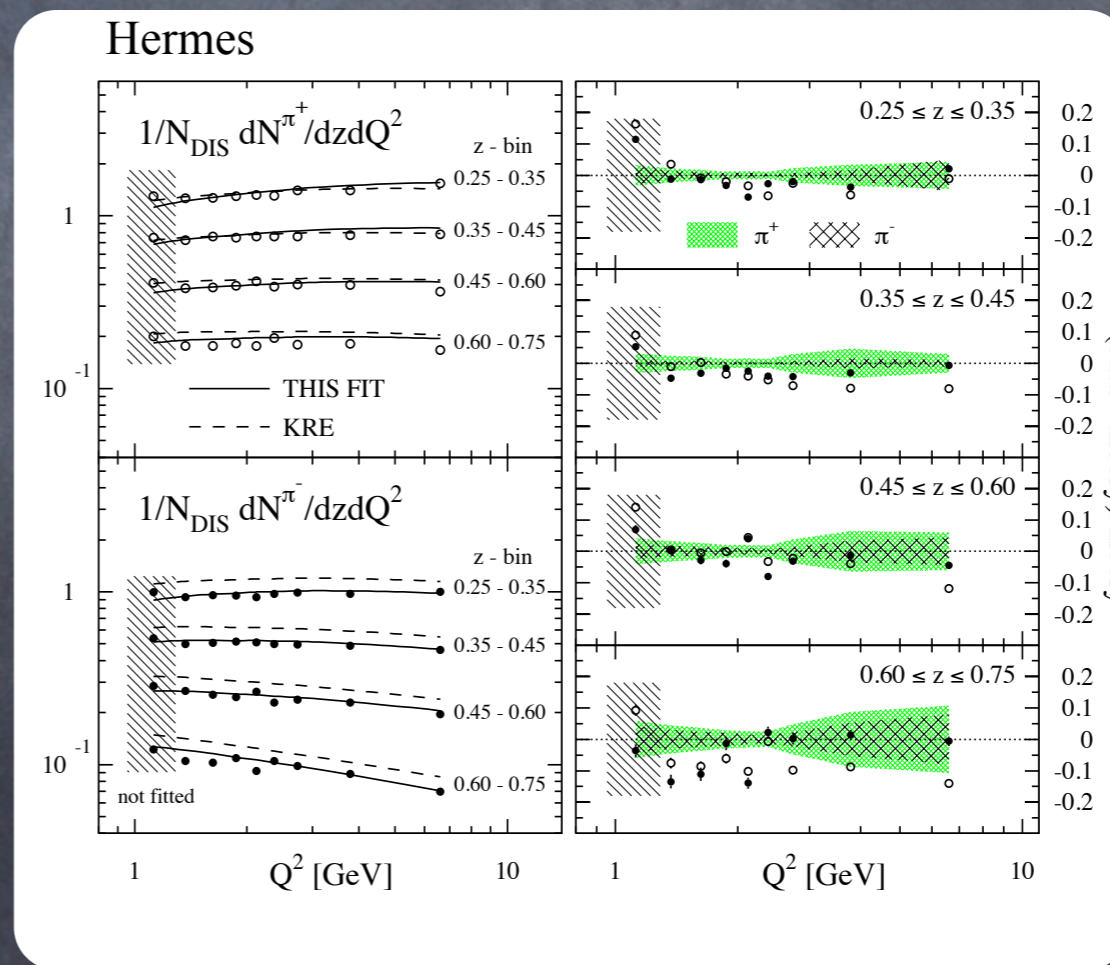 Hermes
1/N_DIS dN^π+/dzdQ^2
z - bin
0.25 - 0.35
0.35 - 0.45
0.45 - 0.60
0.60 - 0.75
1
10^-1
THIS FIT
KRE
1/N_DIS dN^π-/dzdQ^2
z - bin
0.25 - 0.35
0.35 - 0.45
0.45 - 0.60
0.60 - 0.75
1
10^-1
not fitted
1
Q^2 [GeV]
10
0.25 ≤ z ≤ 0.35
π^+
π^-
0.2
0.1
0
-0.1
-0.2
0.35 ≤ z ≤ 0.45
0.2
0.1
0
-0.1
-0.2
0.45 ≤ z ≤ 0.60
0.2
0.1
0
-0.1
-0.2
0.60 ≤ z ≤ 0.75
0.2
0.1
0
-0.1
-0.2
1
Q^2 [GeV]
10